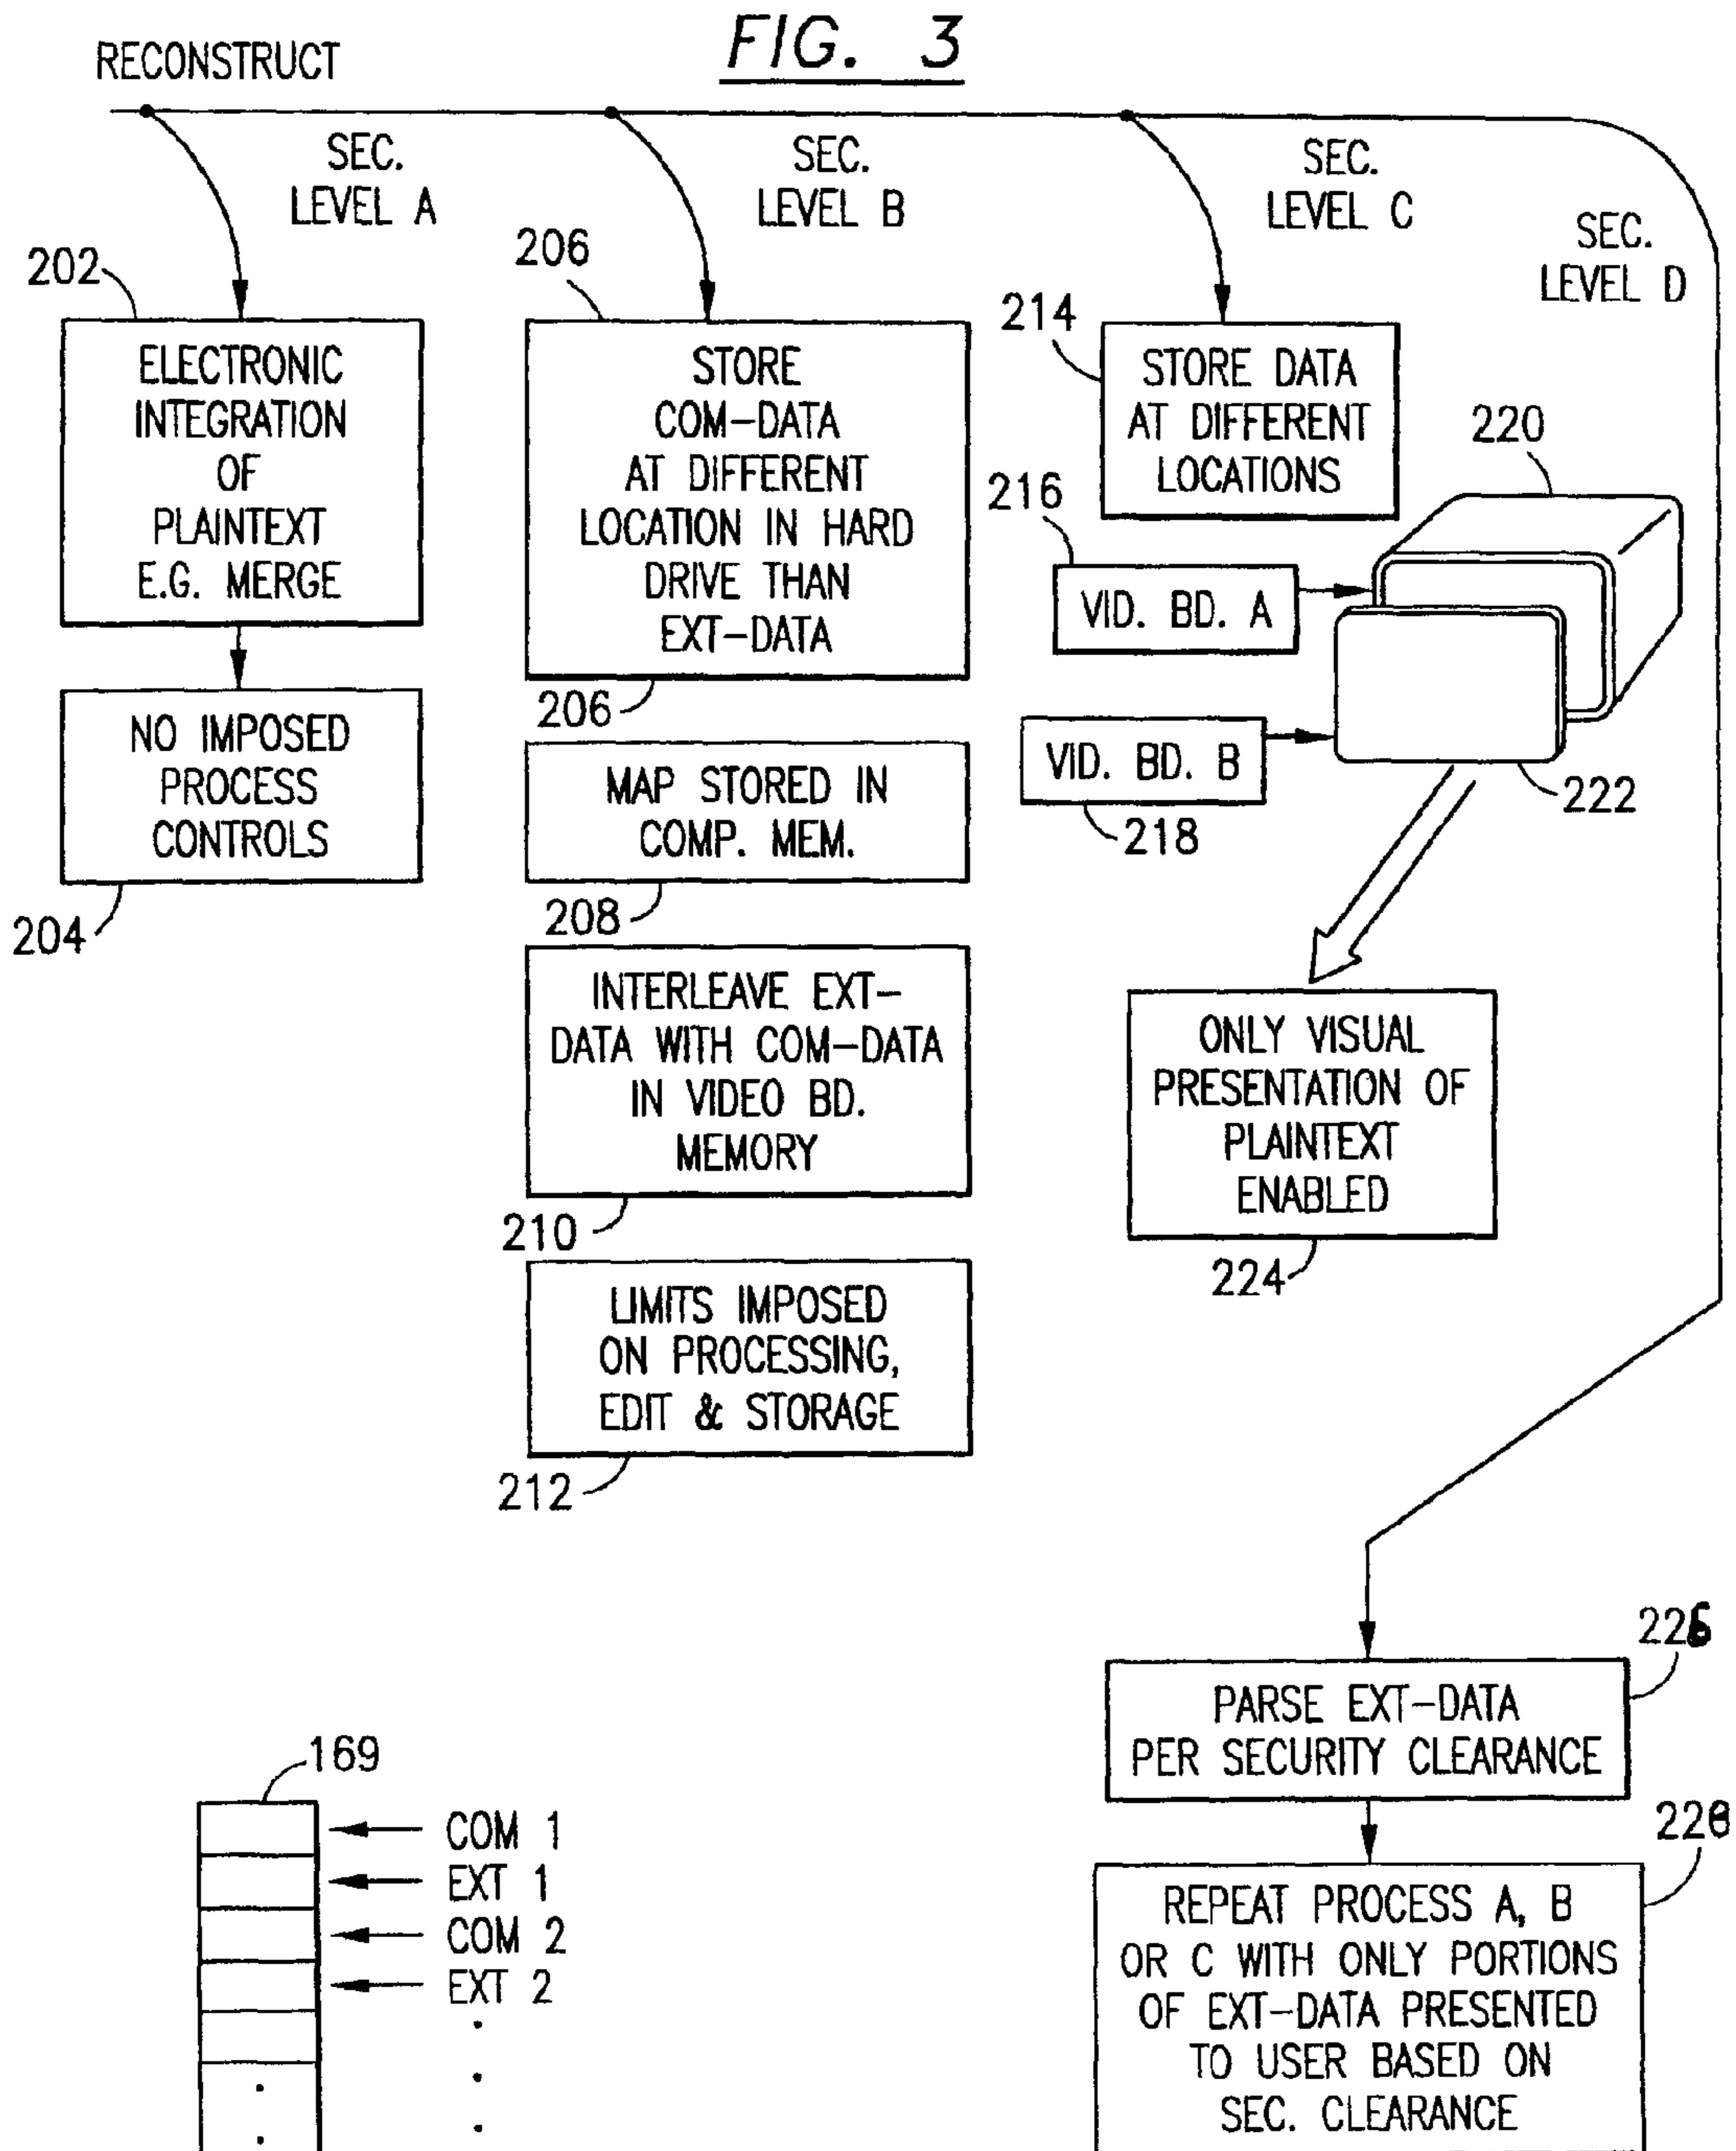 FIG. 3
RECONSTRUCT
SEC.
LEVEL A
SEC.
LEVEL B
SEC.
LEVEL C
SEC.
LEVEL D
202
ELECTRONIC
INTEGRATION
OF
PLAINTEXT
E.G. MERGE
NO IMPOSED
PROCESS
CONTROLS
204
206
STORE
COM-DATA
AT DIFFERENT
LOCATION IN HARD
DRIVE THAN
EXT-DATA
206
MAP STORED IN
COMP. MEM.
208
INTERLEAVE EXT-
DATA WITH COM-DATA
IN VIDEO BD.
MEMORY
210
LIMITS IMPOSED
ON PROCESSING,
EDIT & STORAGE
212
214
STORE DATA
AT DIFFERENT
LOCATIONS
216
VID. BD. A
220
VID. BD. B
218
222
ONLY VISUAL
PRESENTATION OF
PLAINTEXT
ENABLED
224
PARSE EXT-DATA
PER SECURITY CLEARANCE
REPEAT PROCESS A, B
OR C WITH ONLY PORTIONS
OF EXT-DATA PRESENTED
TO USER BASED ON
SEC. CLEARANCE
169
COM 1
EXT 1
COM 2
EXT 2